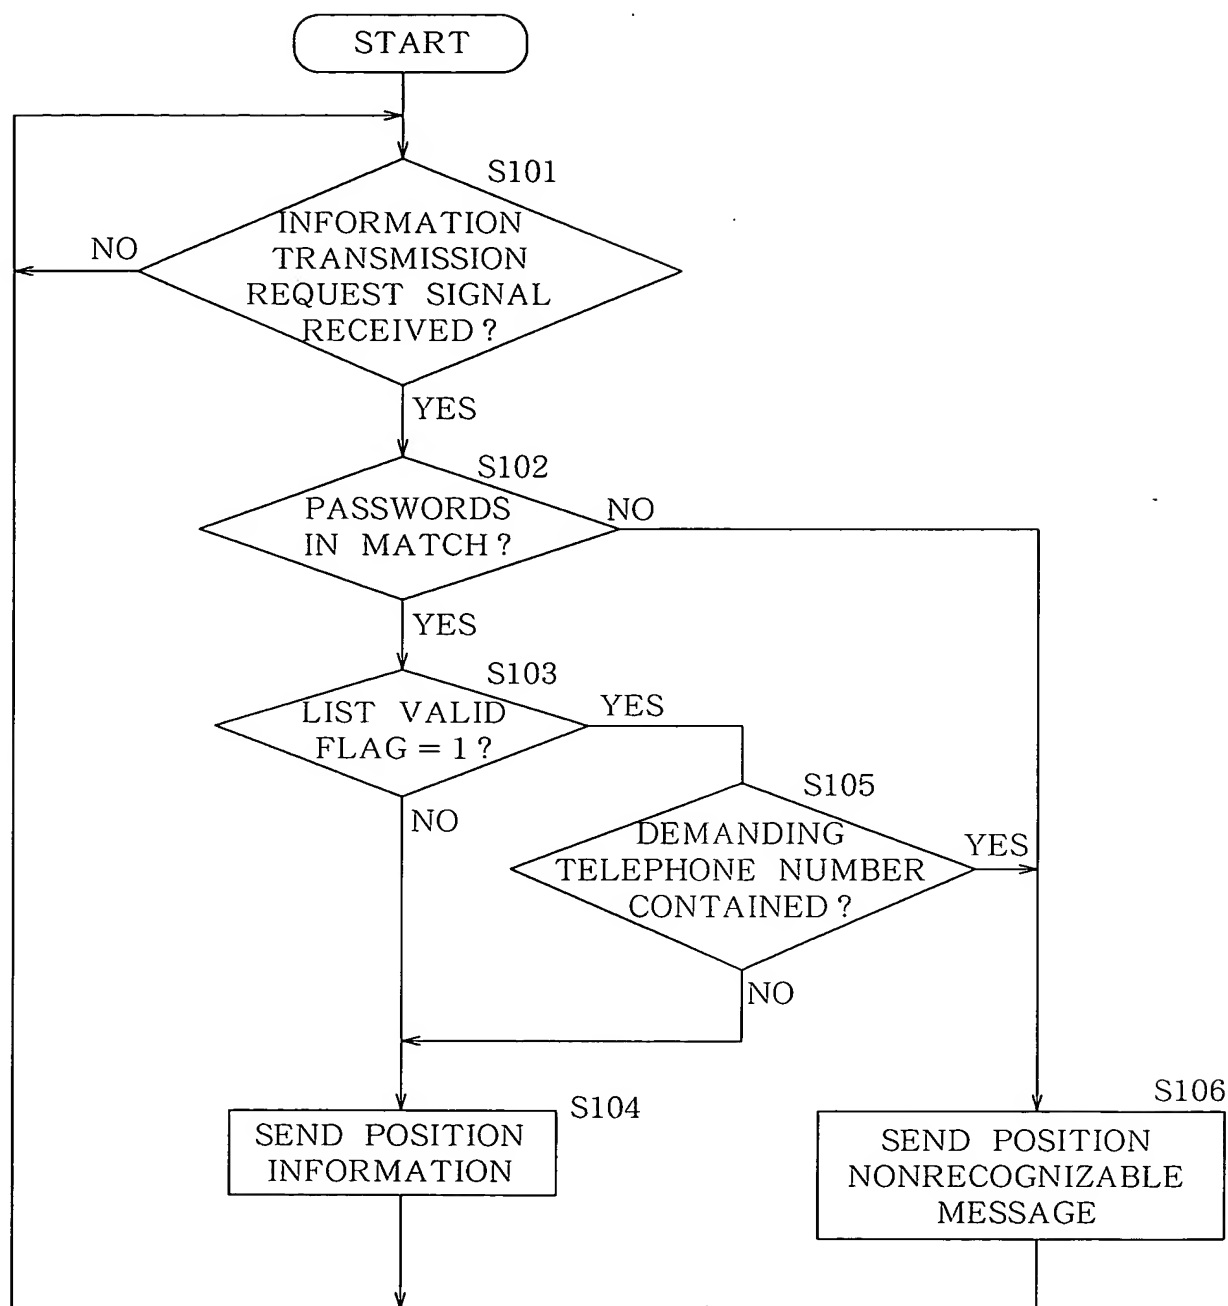 START
S101
INFORMATION
TRANSMISSION
REQUEST SIGNAL
RECEIVED?
NO
YES
S102
PASSWORDS
IN MATCH?
NO
YES
S103
LIST VALID
FLAG = 1?
YES
NO
S105
DEMANDING
TELEPHONE NUMBER
CONTAINED?
YES
NO
S104
SEND POSITION
INFORMATION
S106
SEND POSITION
NONRECOGNIZABLE
MESSAGE